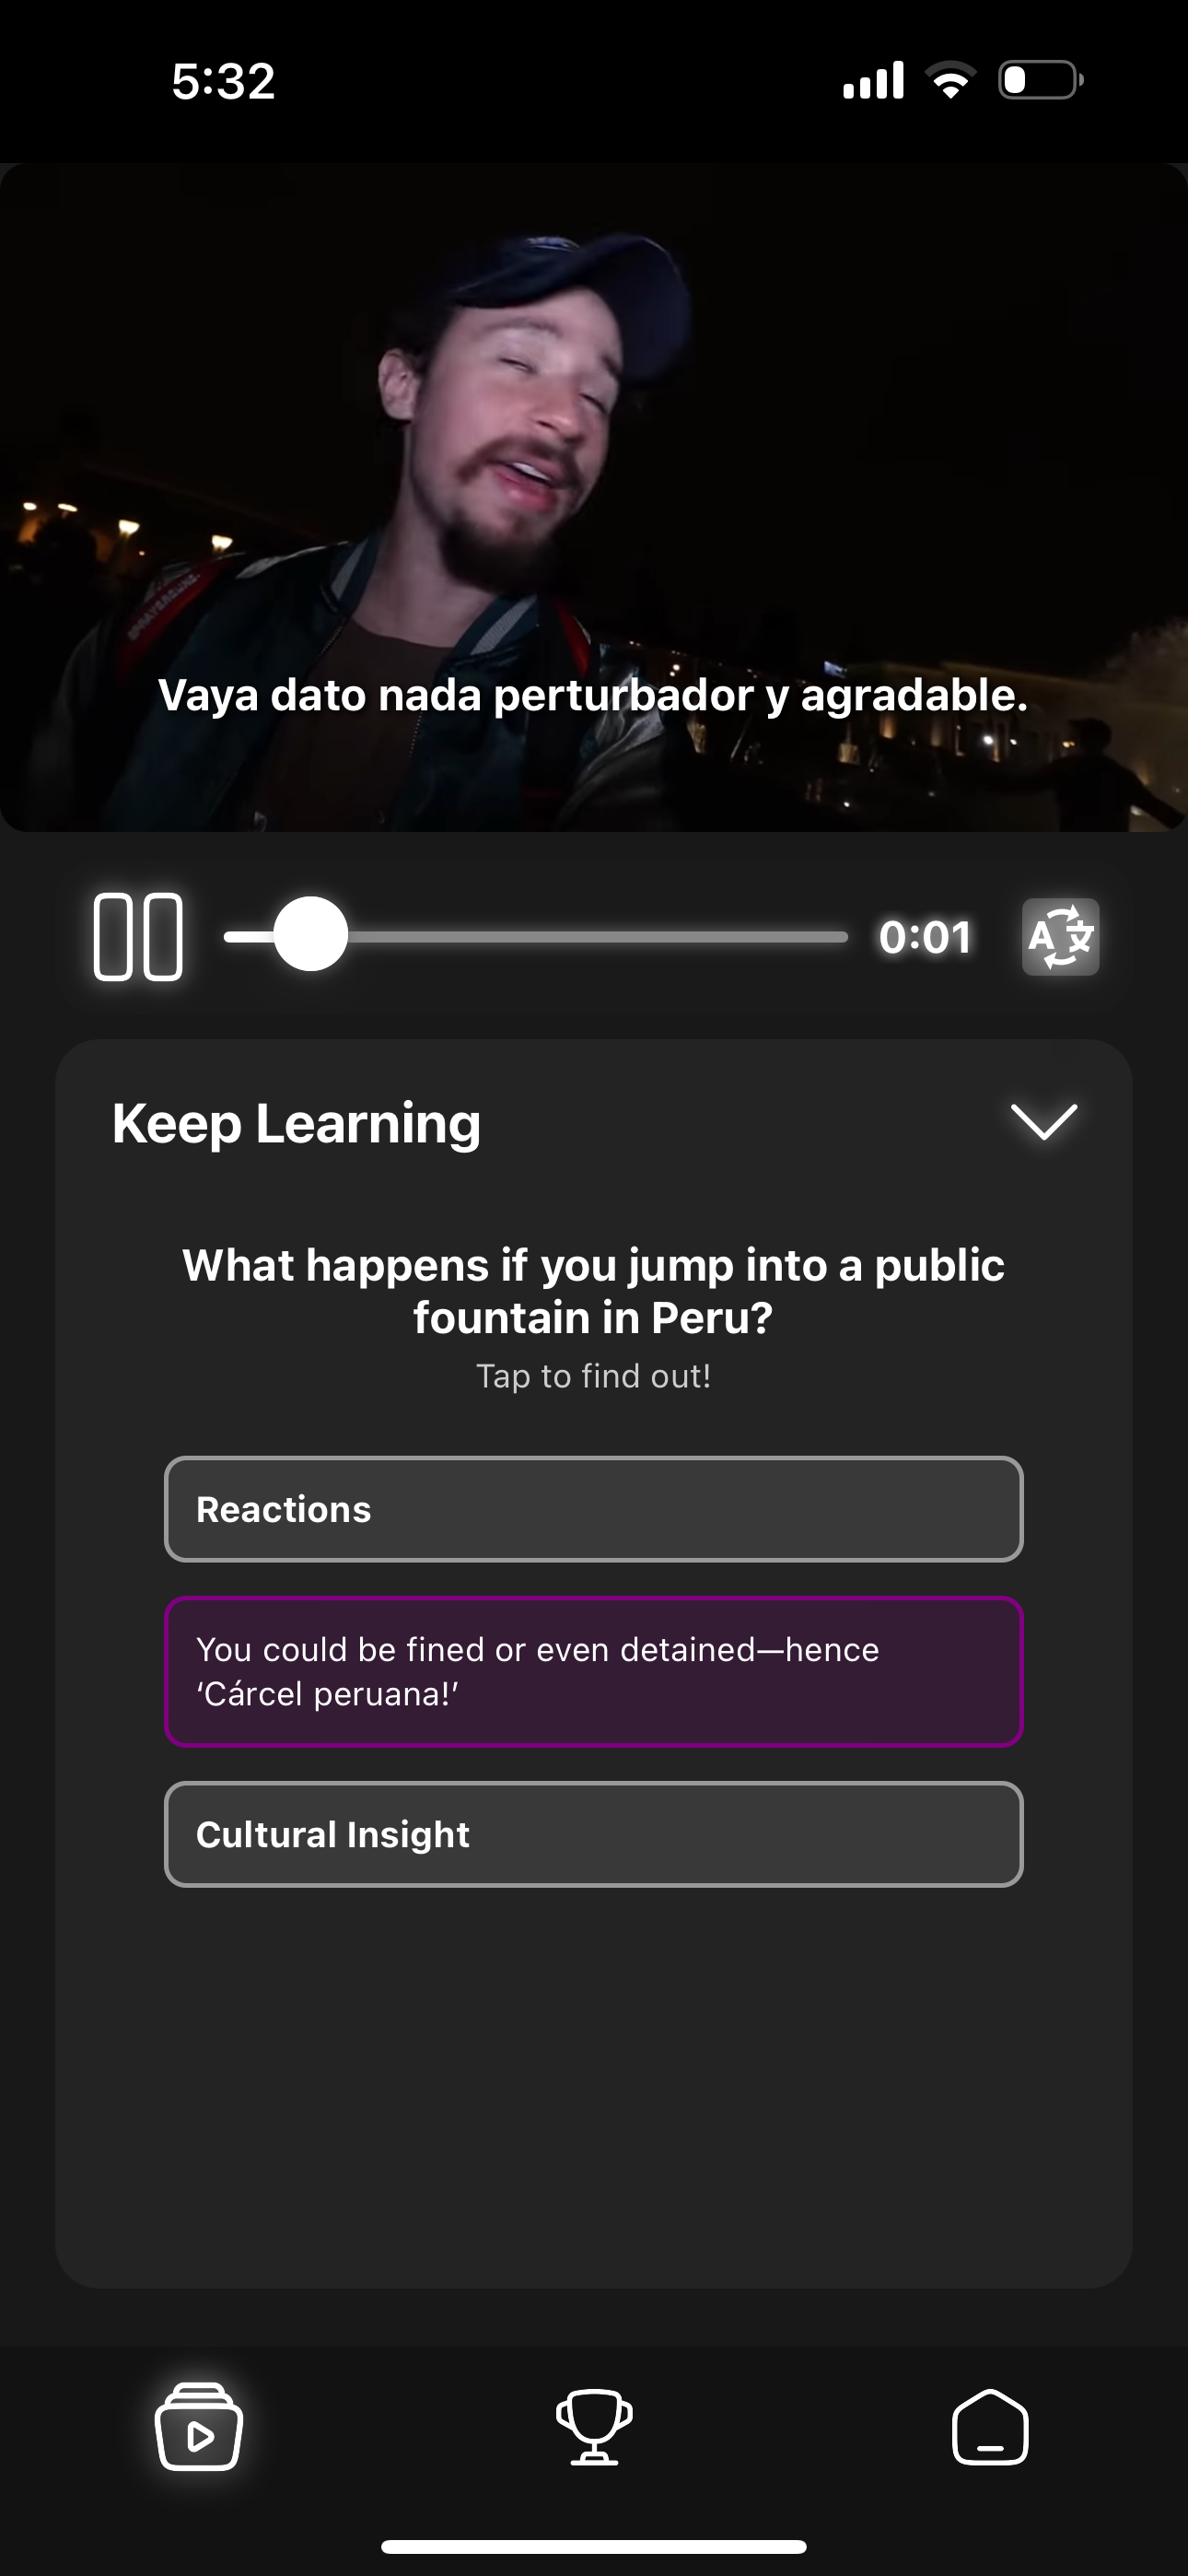 5:32
Vaya dato nada perturbador y agradable.
0:01
A文
Keep Learning
What happens if you jump into a public
fountain in Peru?
Tap to find out!
Reactions
You could be fined or even detained—hence
‘Cárcel peruana!’
Cultural Insight